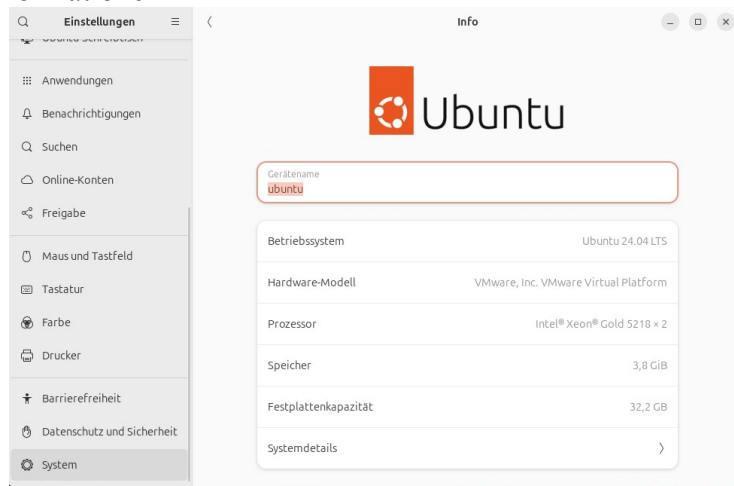 Einstellungen
Info
Ubuntu Schreibtisch
Anwendungen
Benachrichtigungen
Suchen
Online-Konten
Freigabe
Maus und Tastfeld
Tastatur
Farbe
Drucker
Barrierefreiheit
Datenschutz und Sicherheit
System
Ubuntu
Gerätename
ubuntu
Betriebssystem Ubuntu 24.04 LTS
Hardware-Modell VMware, Inc. VMware Virtual Platform
Prozessor Intel® Xeon® Gold 5218 × 2
Speicher 3,8 GiB
Festplattenkapazität 32,2 GB
Systemdetails